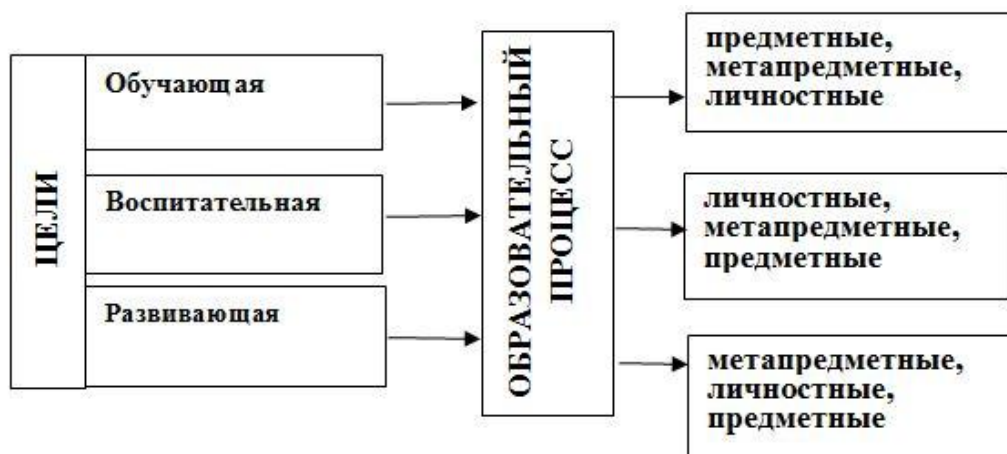 ЦЕЛИ
Обучающая
Воспитательная
Развивающая
ОБРАЗОВАТЕЛЬНЫЙ
ПРОЦЕСС
предметные,
метапредметные,
личностные
личностные,
метапредметные,
предметные
метапредметные,
личностные,
предметные